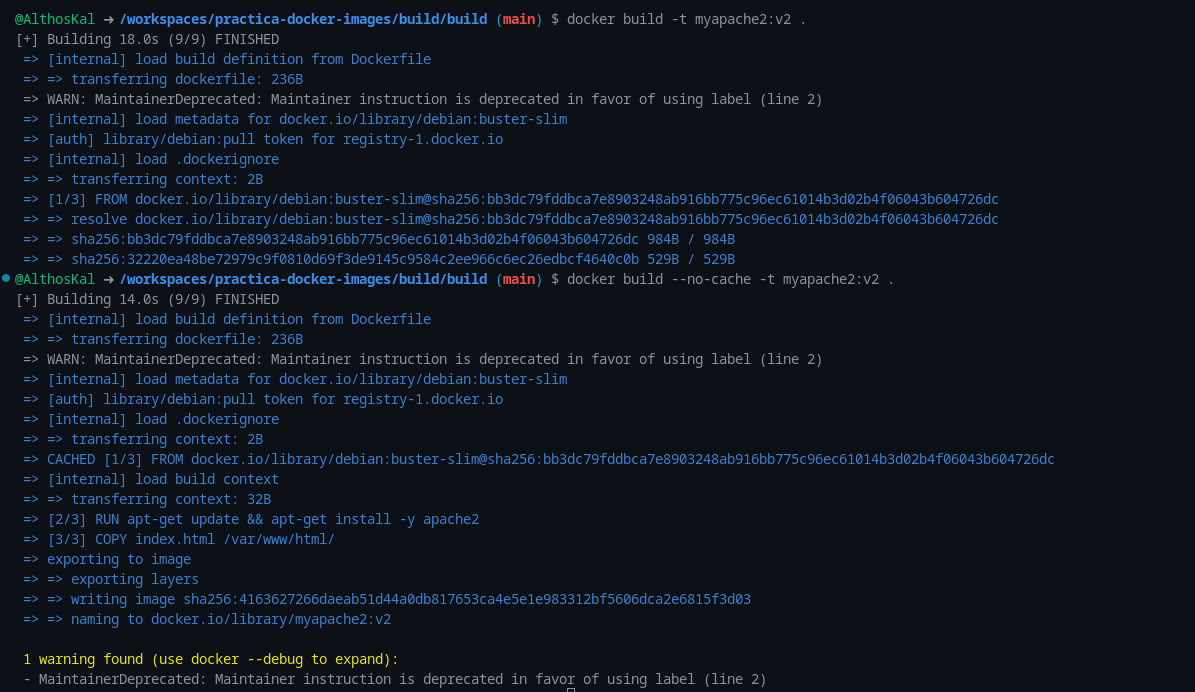 @AlthosKal ➜ /workspaces/practica-docker-images/build/build (main) $ docker build -t myapache2:v2 .
[+] Building 18.0s (9/9) FINISHED
=> [internal] load build definition from Dockerfile
=> => transferring dockerfile: 236B
=> WARN: MaintainerDeprecated: Maintainer instruction is deprecated in favor of using label (line 2)
=> [internal] load metadata for docker.io/library/debian:buster-slim
=> [auth] library/debian:pull token for registry-1.docker.io
=> [internal] load .dockerignore
=> => transferring context: 2B
=> [1/3] FROM docker.io/library/debian:buster-slim@sha256:bb3dc79fddbca7e8903248ab916bb775c96ec61014b3d02b4f06043b604726dc
=> => resolve docker.io/library/debian:buster-slim@sha256:bb3dc79fddbca7e8903248ab916bb775c96ec61014b3d02b4f06043b604726dc
=> => sha256:bb3dc79fddbca7e8903248ab916bb775c96ec61014b3d02b4f06043b604726dc 984B / 984B
=> => sha256:32220ea48be72979c9f0810d69f3de9145c9584c2ee966c6ec26edbcf4640c0b 529B / 529B
@AlthosKal ➜ /workspaces/practica-docker-images/build/build (main) $ docker build --no-cache -t myapache2:v2 .
[+] Building 14.0s (9/9) FINISHED
=> [internal] load build definition from Dockerfile
=> => transferring dockerfile: 236B
=> WARN: MaintainerDeprecated: Maintainer instruction is deprecated in favor of using label (line 2)
=> [internal] load metadata for docker.io/library/debian:buster-slim
=> [auth] library/debian:pull token for registry-1.docker.io
=> [internal] load .dockerignore
=> => transferring context: 2B
=> CACHED [1/3] FROM docker.io/library/debian:buster-slim@sha256:bb3dc79fddbca7e8903248ab916bb775c96ec61014b3d02b4f06043b604726dc
=> [internal] load build context
=> => transferring context: 32B
=> [2/3] RUN apt-get update && apt-get install -y apache2
=> [3/3] COPY index.html /var/www/html/
=> exporting to image
=> => exporting layers
=> => writing image sha256:4163627266daeab51d44a0db817653ca4e5e1e983312bf5606dca2e6815f3d03
=> => naming to docker.io/library/myapache2:v2
1 warning found (use docker --debug to expand):
- MaintainerDeprecated: Maintainer instruction is deprecated in favor of using label (line 2)